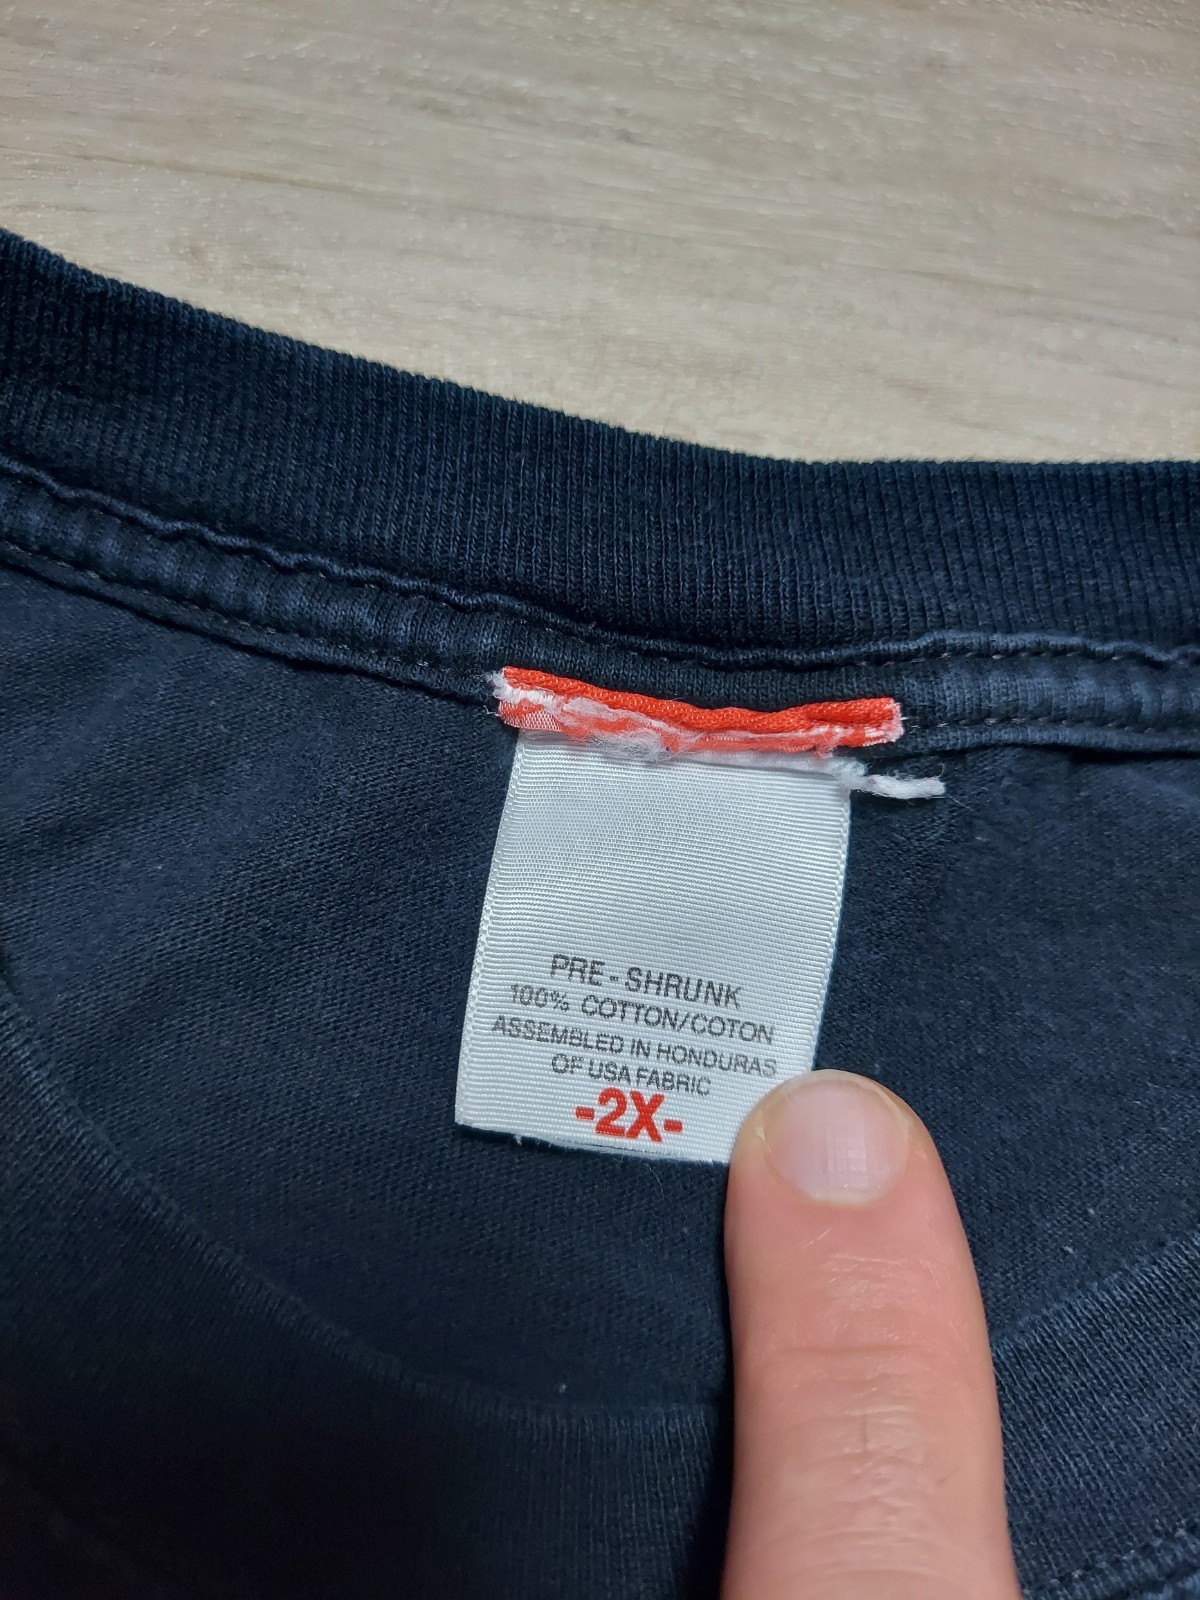 PRE-SHRUNK
100% COTTON/COTON
ASSEMBLED IN HONDURAS
OF USA FABRIC
-2X-